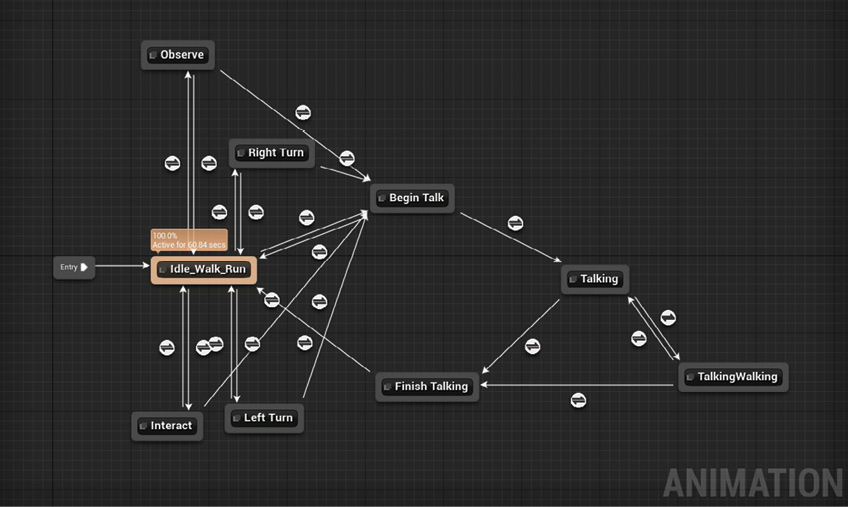 Observe
Right Turn
Begin Talk
100.0%
Active for 60.84 secs
Entry
Idle_Walk_Run
Talking
TalkingWalking
Finish Talking
Interact
Left Turn
ANIMATION